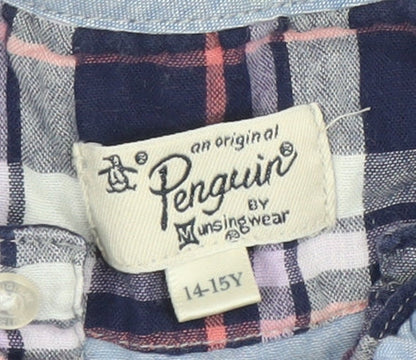 an original
Penguin®
BY
Munsingwear
®
14-15Y